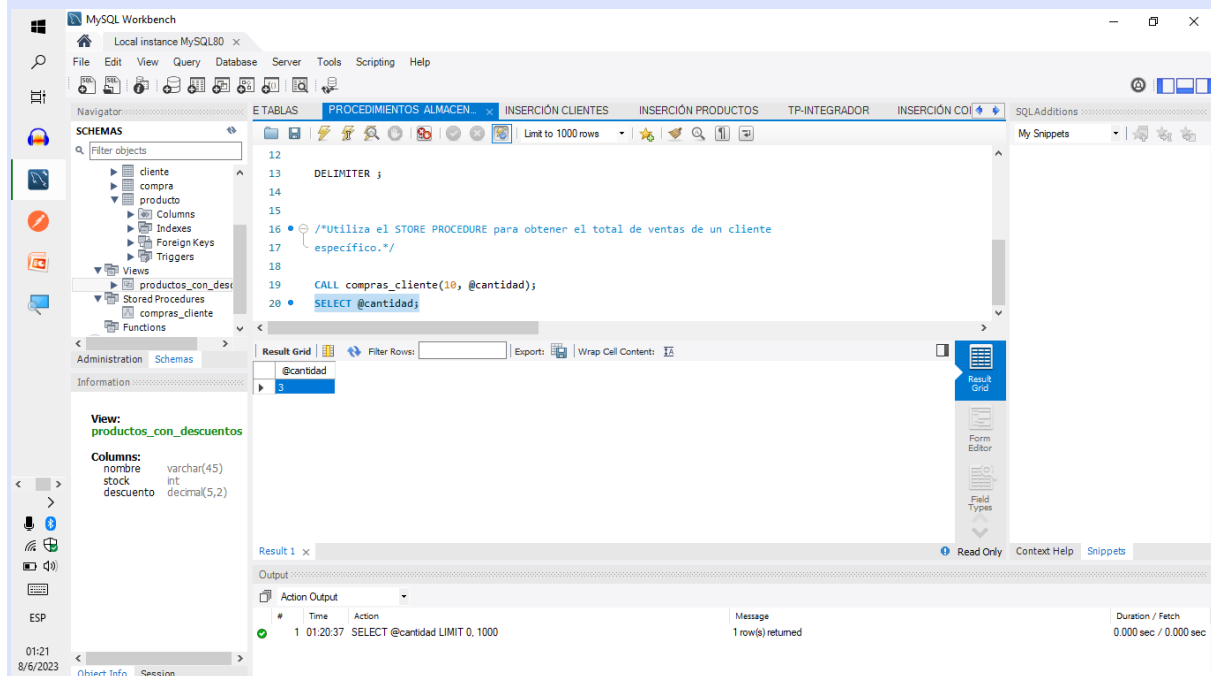 MySQL Workbench
Local instance MySQL80
File Edit View Query Database Server Tools Scripting Help
Navigator
SCHEMAS
Filter objects
cliente
compra
producto
Columns
Indexes
Foreign Keys
Triggers
Views
productos_con_desc
Stored Procedures
compras_cliente
Functions
Administration Schemas
Information
View:
productos_con_descuentos
Columns:
nombre varchar(45)
stock int
descuento decimal(5,2)
Object Info Session
E TABLAS PROCEDIMIENTOS ALMACEN... INSERCIÓN CLIENTES INSERCIÓN PRODUCTOS TP-INTEGRADOR INSERCIÓN COI
Limit to 1000 rows
12
13 DELIMITER ;
14
15
16 /*Utiliza el STORE PROCEDURE para obtener el total de ventas de un cliente
17 específico.*/
18
19 CALL compras_cliente(10, @cantidad);
20 SELECT @cantidad;
Result Grid Filter Rows: Export: Wrap Cell Content:
@cantidad
3
Result Grid
Form Editor
Field Types
Result 1
Read Only
Output
Action Output
# Time Action Message Duration / Fetch
1 01:20:37 SELECT @cantidad LIMIT 0, 1000 1 row(s) returned 0.000 sec / 0.000 sec
SQLAdditions
My Snippets
Context Help Snippets
ESP
01:21
8/6/2023